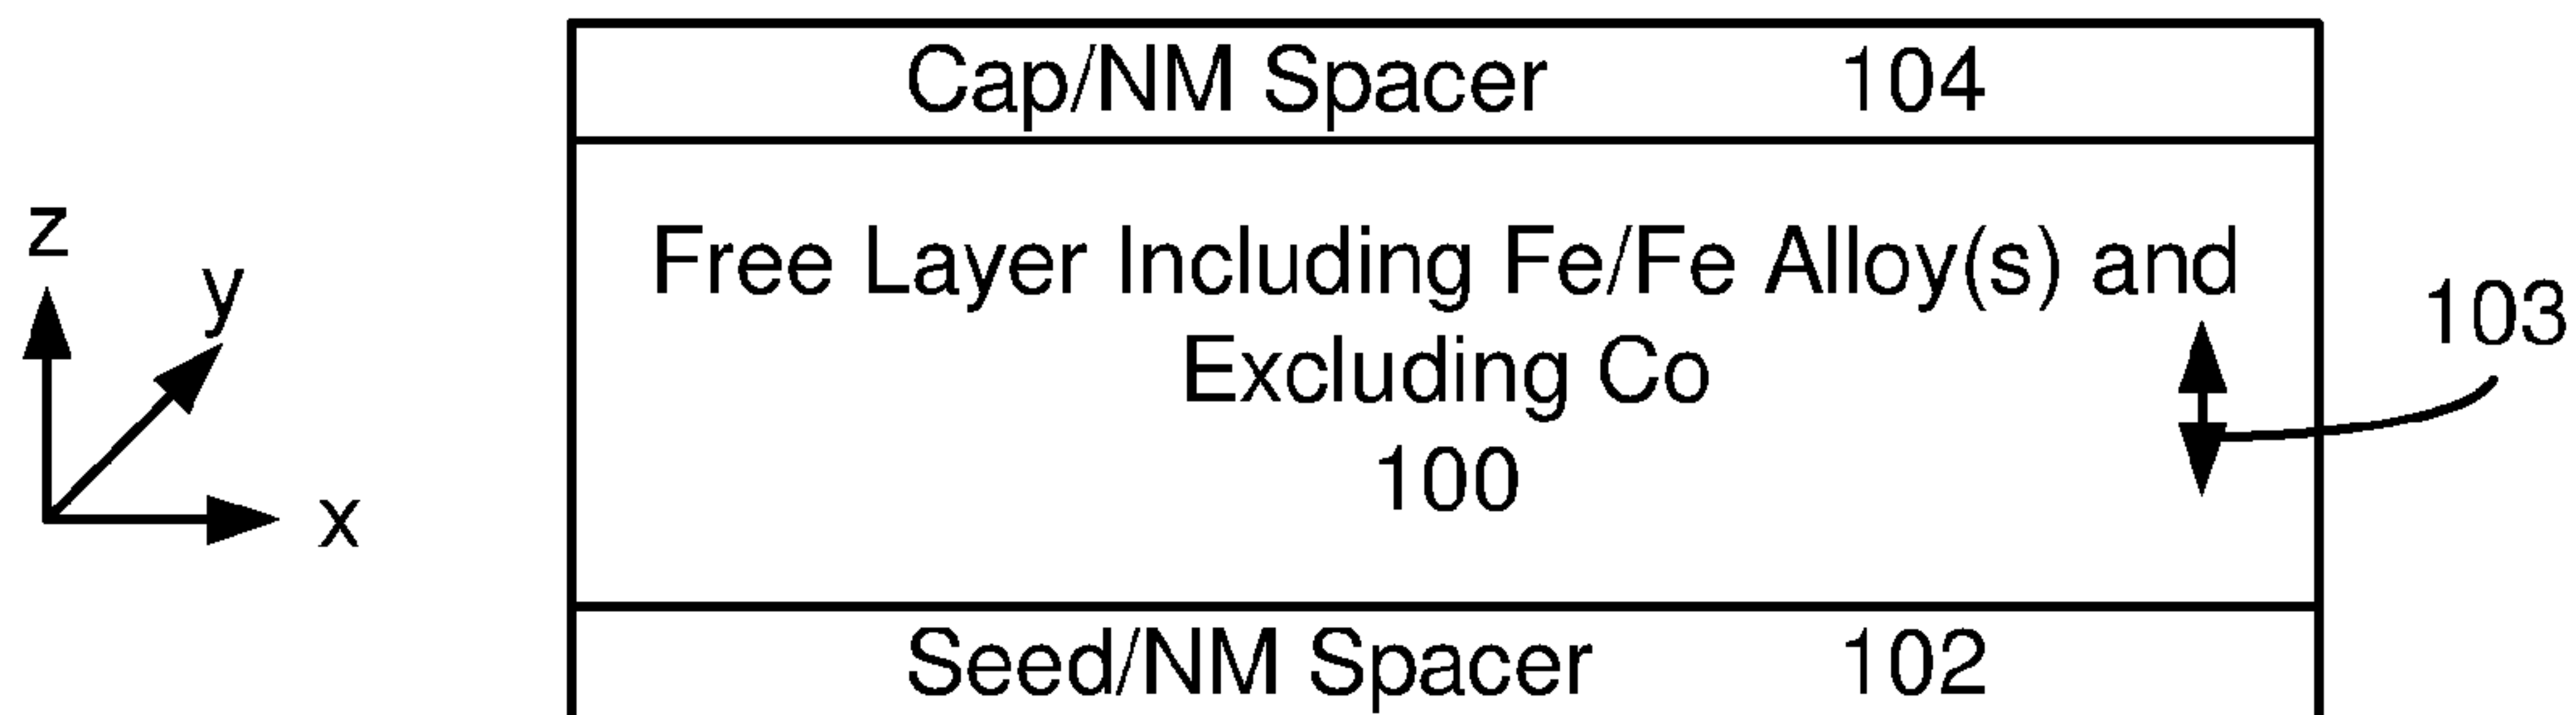 Cap/NM Spacer 104
z
y
x
Free Layer Including Fe/Fe Alloy(s) and
Excluding Co
100
103
Seed/NM Spacer 102